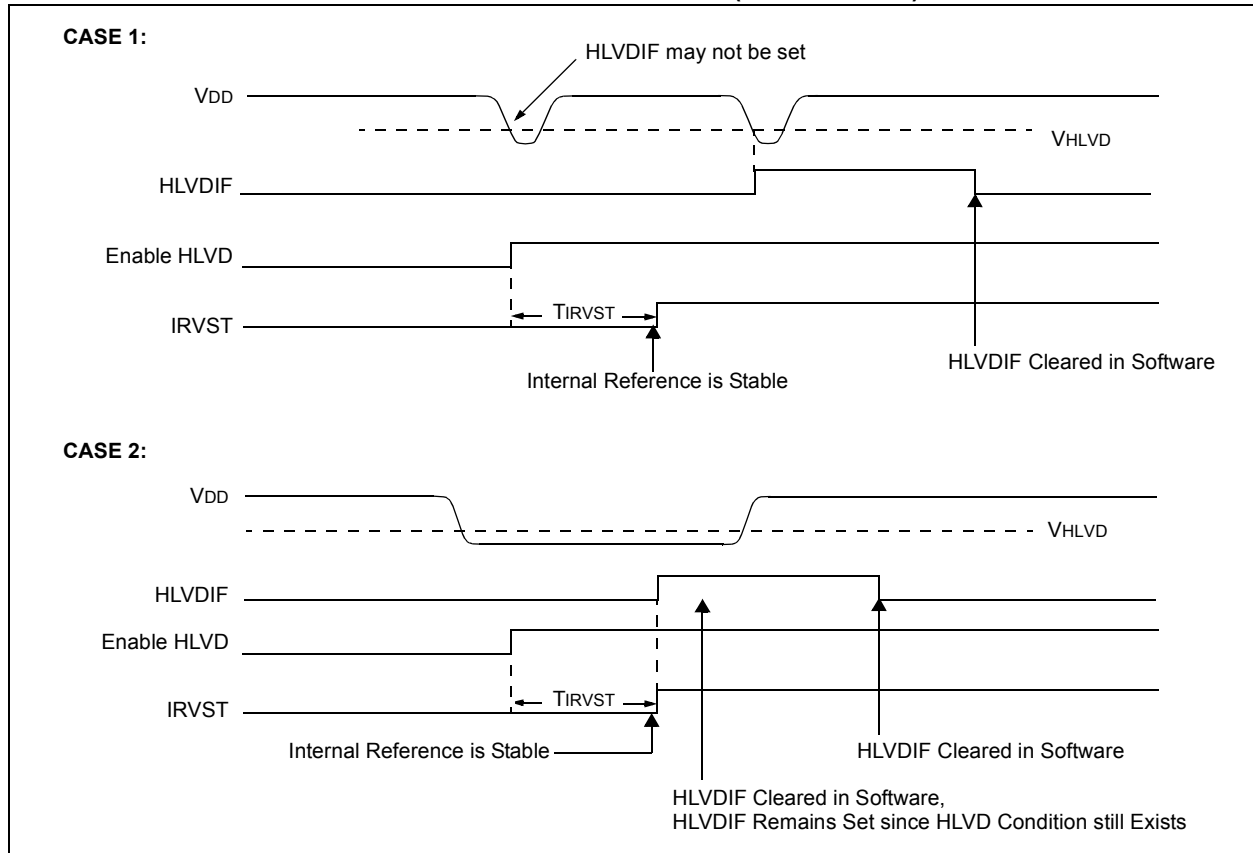 CASE 1:
HLVDIF may not be set
VDD
VHLVD
HLVDIF
Enable HLVD
TIRVST
IRVST
HLVDIF Cleared in Software
Internal Reference is Stable
CASE 2:
VDD
VHLVD
HLVDIF
Enable HLVD
TIRVST
IRVST
Internal Reference is Stable
HLVDIF Cleared in Software
HLVDIF Cleared in Software,
HLVDIF Remains Set since HLVD Condition still Exists